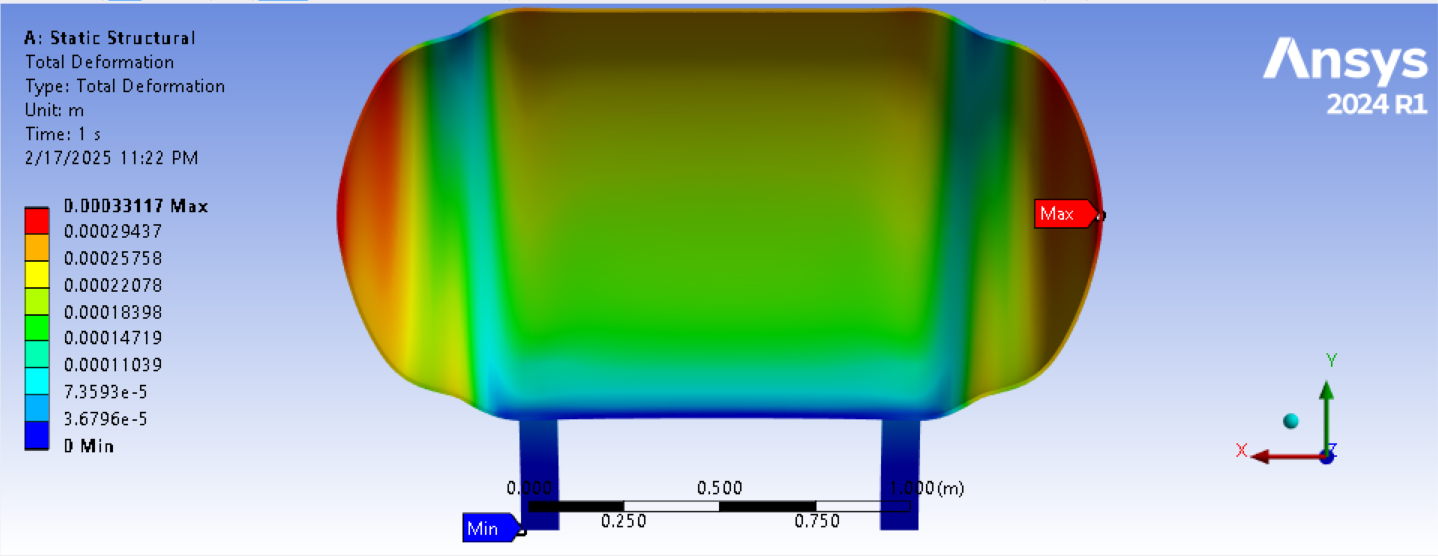 A: Static Structural
Total Deformation
Type: Total Deformation
Unit: m
Time: 1 s
2/17/2025 11:22 PM
0.00033117 Max
0.00029437
0.00025758
0.00022078
0.00018398
0.00014719
0.00011039
7.3593e-5
3.6796e-5
0 Min
Ansys
2024 R1
Max
Min
0.000 0.500 1.000 (m)
0.250 0.750
Y
X Z